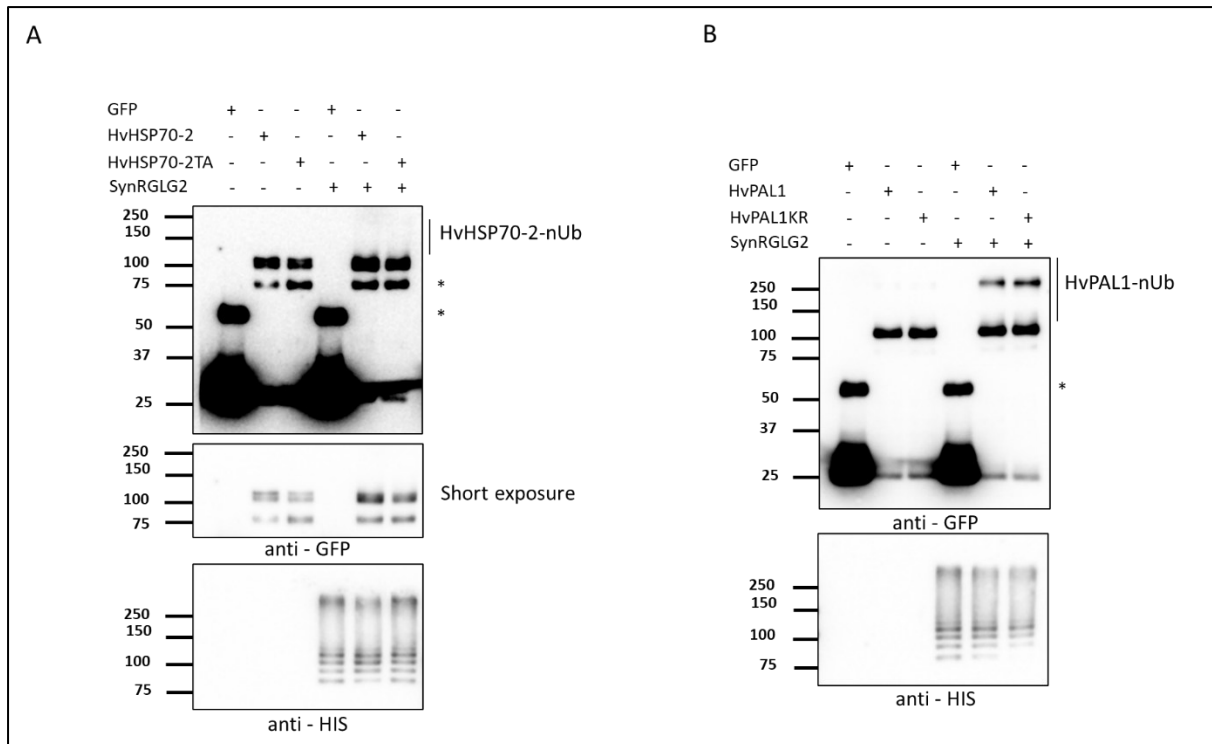 A
GFP + - - + - -
HvHSP70-2 - + - - + -
HvHSP70-2TA - - + - - +
SynRGLG2 - - - + + +
250
150
100
75
50
37
25
HvHSP70-2-nUb
*
*
250
150
100
75
Short exposure
anti - GFP
250
150
100
75
anti - HIS
B
GFP + - - + - -
HvPAL1 - + - - + -
HvPAL1KR - - + - - +
SynRGLG2 - - - + + +
250
150
100
75
50
37
25
HvPAL1-nUb
*
anti - GFP
250
150
100
75
anti - HIS